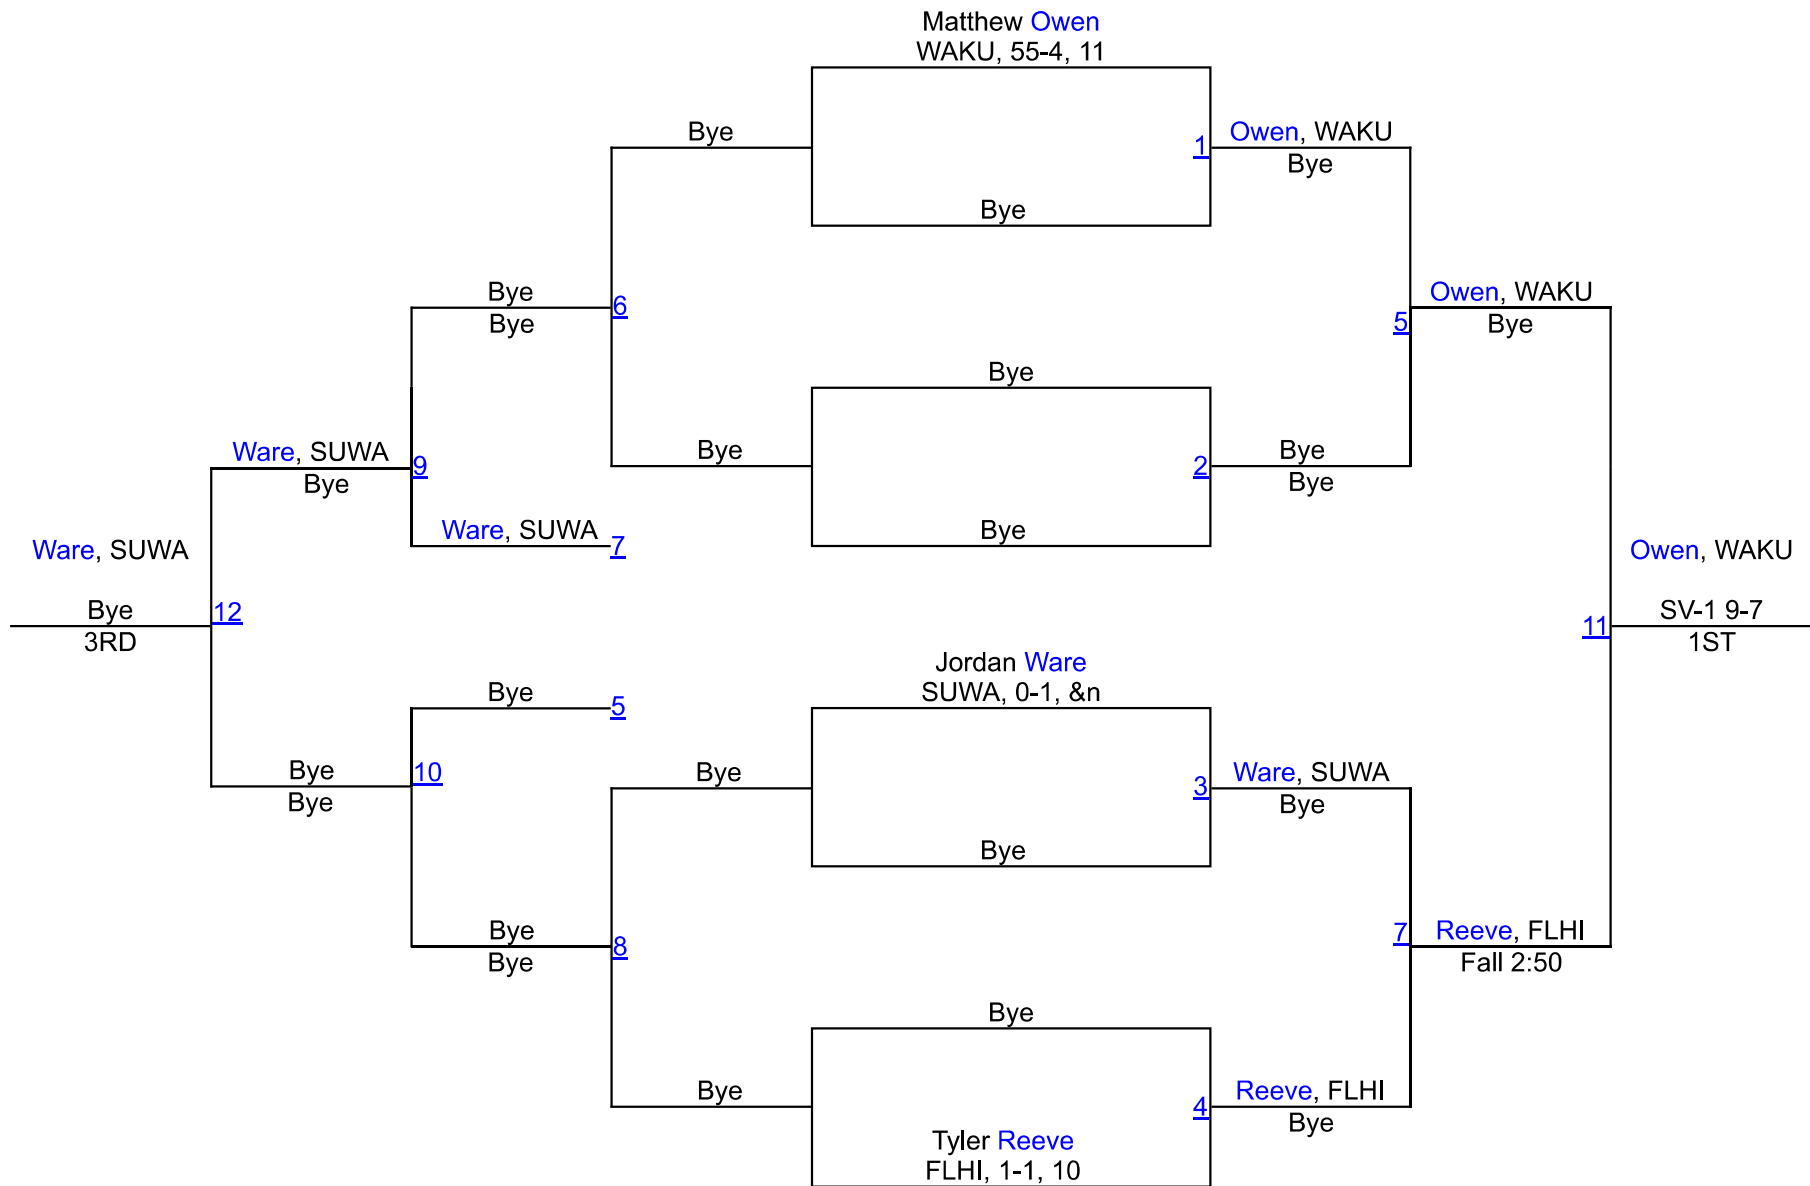 Matthew Owen
WAKU, 55-4, 11
Bye
1
Owen, WAKU
Bye
Bye
Bye
Bye
6
Owen, WAKU
Bye
5
Bye
Bye
2
Bye
Bye
Bye
Ware, SUWA
Bye
9
Ware, SUWA
7
Ware, SUWA
Bye
3RD
12
Owen, WAKU
SV-1 9-7
1ST
11
Jordan Ware
SUWA, 0-1, &n
Bye
5
Bye
Bye
10
Bye
3
Ware, SUWA
Bye
Bye
Bye
Bye
8
7
Reeve, FLHI
Fall 2:50
Bye
Bye
4
Reeve, FLHI
Bye
Tyler Reeve
FLHI, 1-1, 10